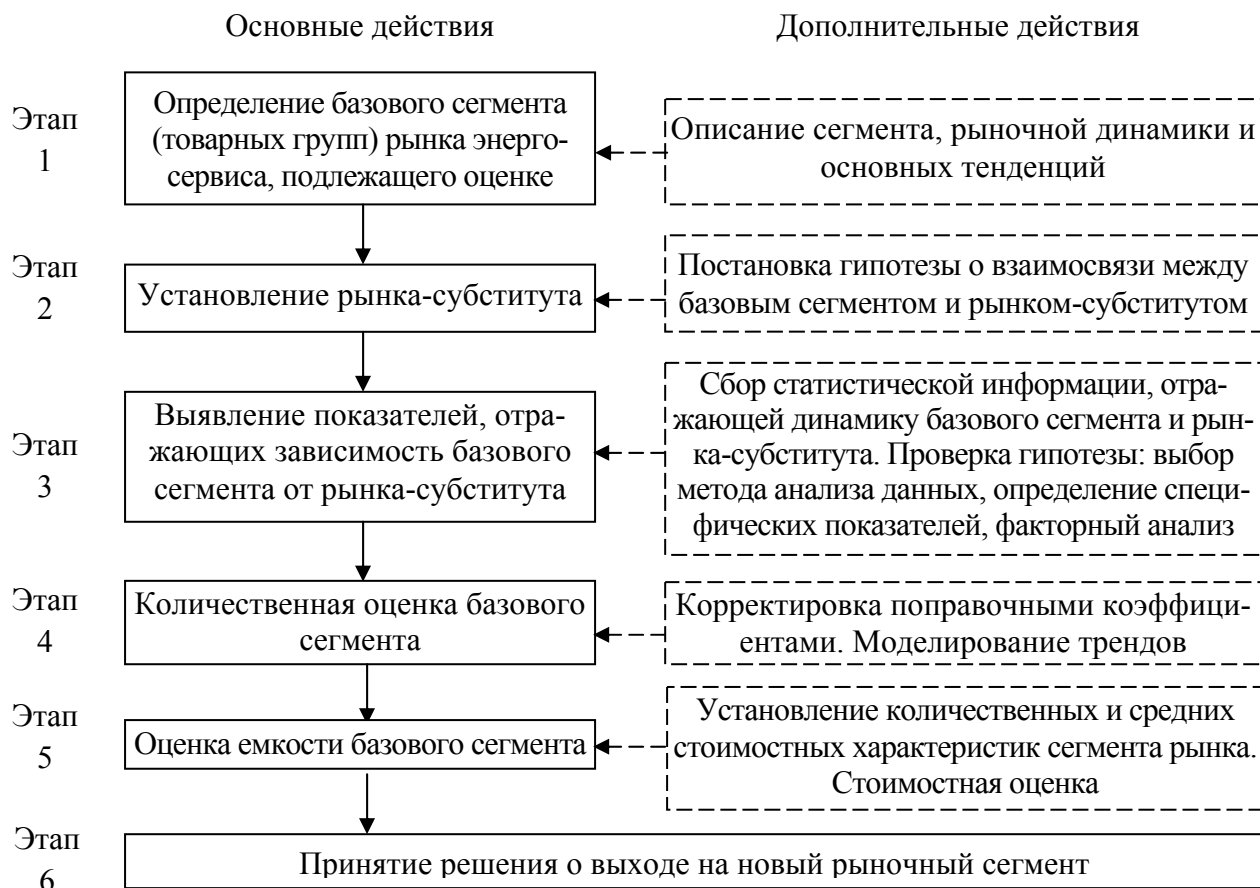 Основные действия
Дополнительные действия
Этап
1
Определение базового сегмента
(товарных групп) рынка энерго-
сервиса, подлежащего оценке
Описание сегмента, рыночной динамики и
основных тенденций
Этап
2
Установление рынка-субститута
Постановка гипотезы о взаимосвязи между
базовым сегментом и рынком-субститутом
Этап
3
Выявление показателей, отра-
жающих зависимость базового
сегмента от рынка-субститута
Сбор статистической информации, отра-
жающей динамику базового сегмента и рын-
ка-субститута. Проверка гипотезы: выбор
метода анализа данных, определение специ-
фических показателей, факторный анализ
Этап
4
Количественная оценка базового
сегмента
Корректировка поправочными коэффици-
ентами. Моделирование трендов
Этап
5
Оценка емкости базового сегмента
Установление количественных и средних
стоимостных характеристик сегмента рынка.
Стоимостная оценка
Этап
6
Принятие решения о выходе на новый рыночный сегмент